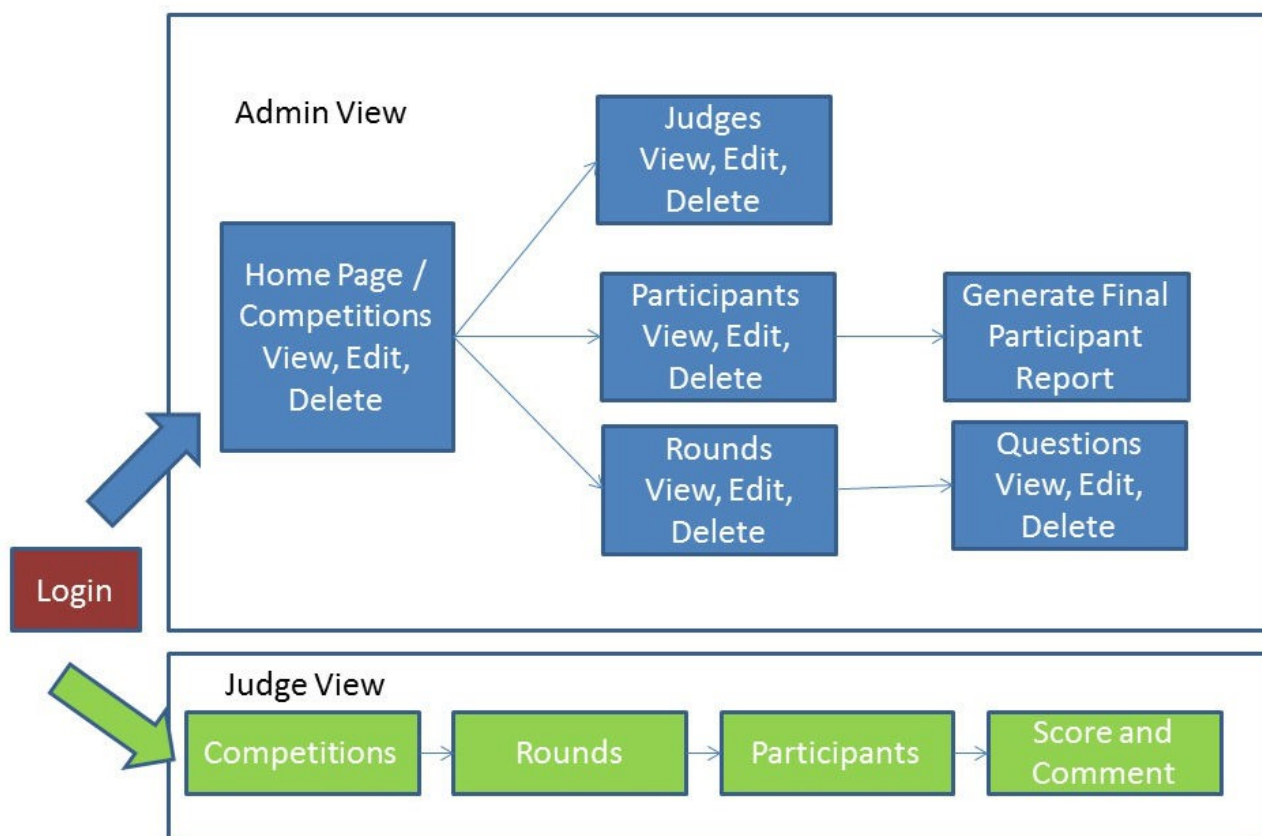 Admin View
Judges
View, Edit,
Delete
Home Page /
Competitions
View, Edit,
Delete
Participants
View, Edit,
Delete
Generate Final
Participant
Report
Rounds
View, Edit,
Delete
Questions
View, Edit,
Delete
Login
Judge View
Competitions
Rounds
Participants
Score and
Comment